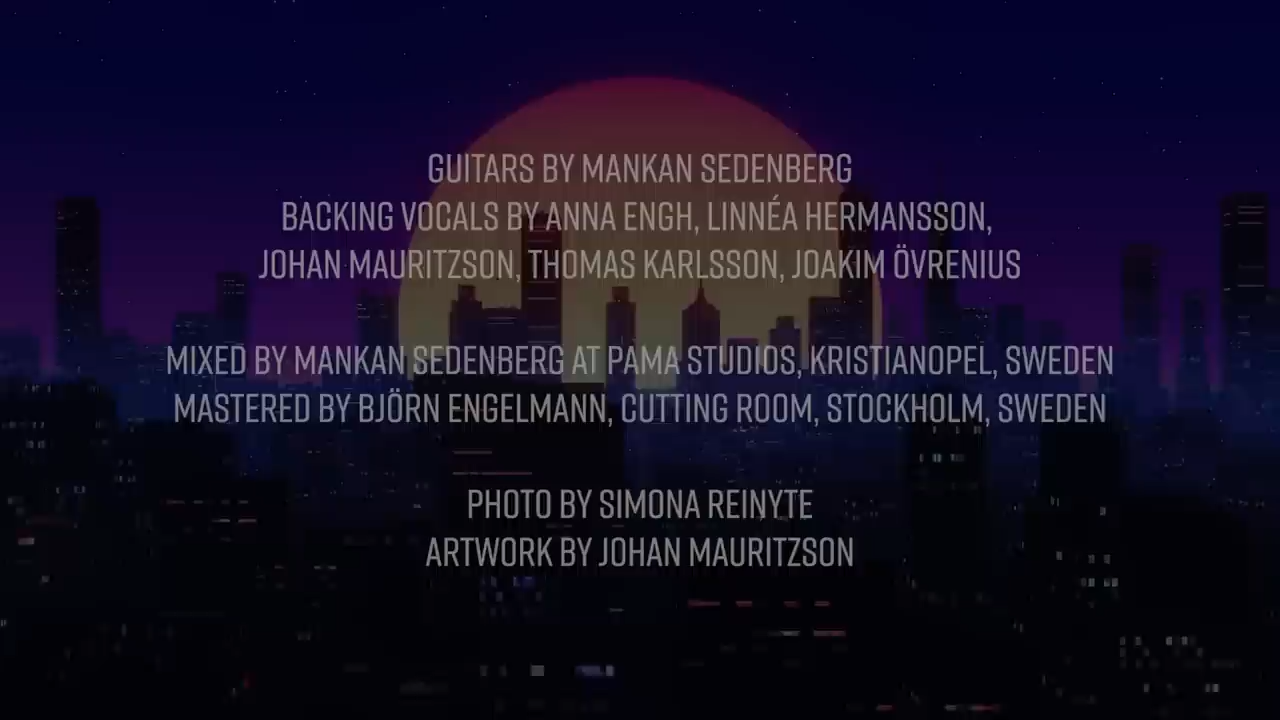 GUITARS BY MANKAN SEDENBERG
BACKING VOCALS BY ANNA ENGH, LINNÉA HERMANSSON,
JOHAN MAURITZSON, THOMAS KARLSSON, JOAKIM ÖVRENIUS
MIXED BY MANKAN SEDENBERG AT PAMA STUDIOS, KRISTIANOPEL, SWEDEN
MASTERED BY BJÖRN ENGELMANN, CUTTING ROOM, STOCKHOLM, SWEDEN
PHOTO BY SIMONA REINYTE
ARTWORK BY JOHAN MAURITZSON